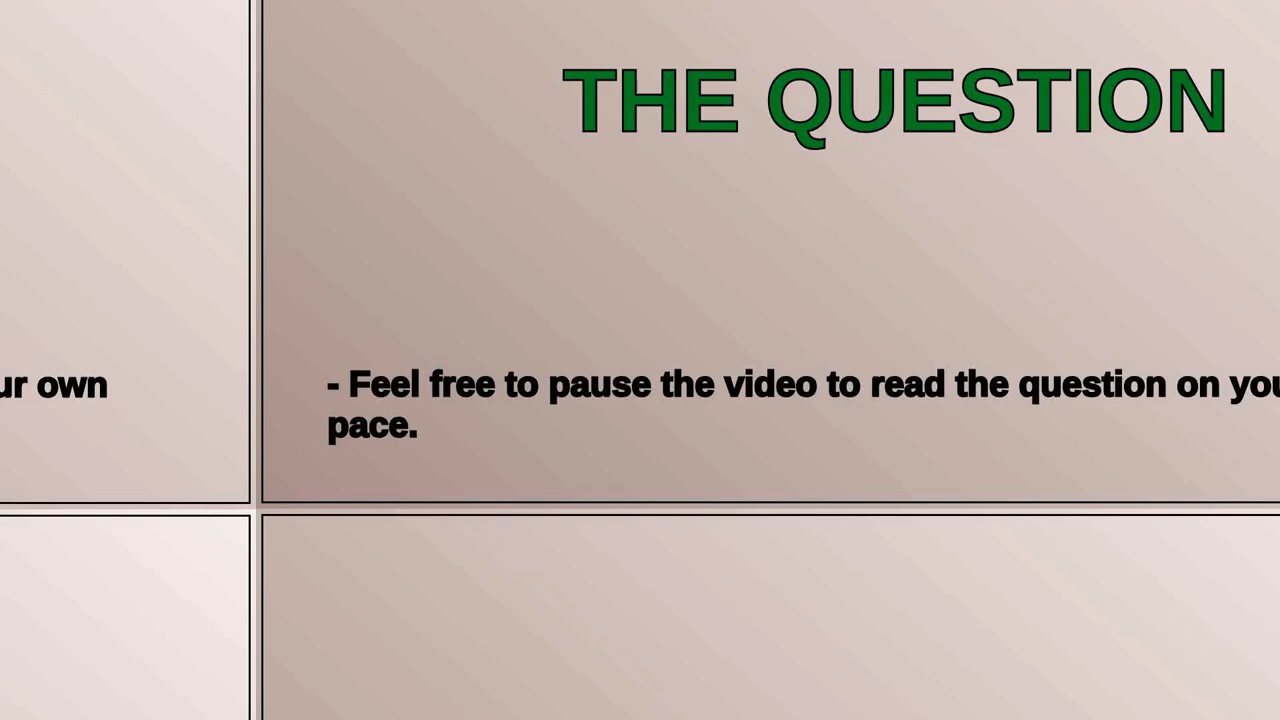 THE QUESTION
ur own
- Feel free to pause the video to read the question on you
pace.